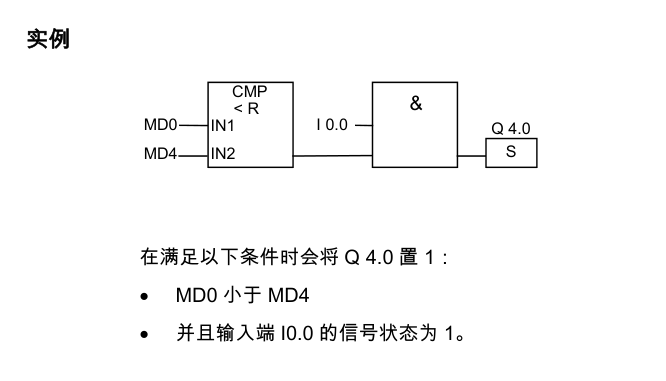 实例
CMP
< R
&
MD0
IN1
I 0.0
Q 4.0
MD4
IN2
S
在满足以下条件时会将 Q 4.0 置 1：
• MD0 小于 MD4
• 并且输入端 I0.0 的信号状态为 1。